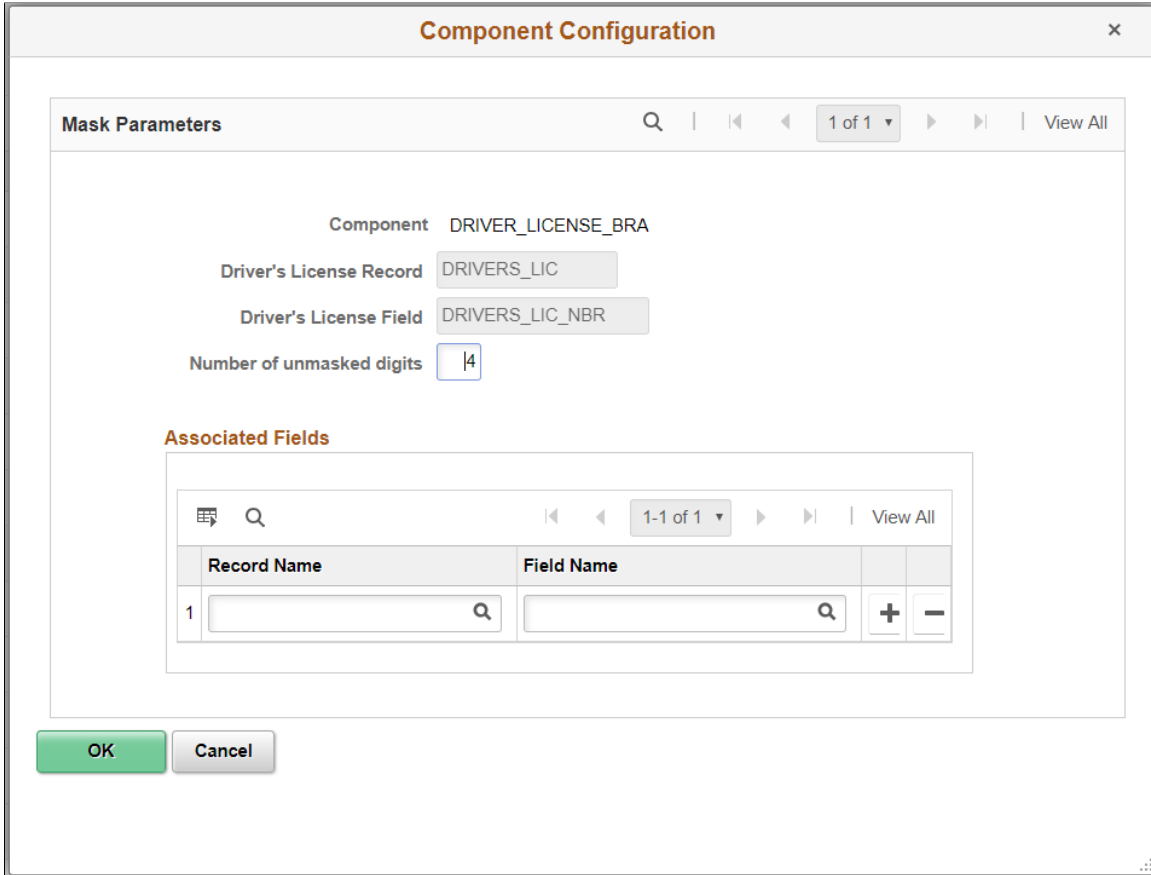 Component Configuration ×
Mask Parameters 1 of 1 View All
Component DRIVER_LICENSE_BRA
Driver's License Record DRIVERS_LIC
Driver's License Field DRIVERS_LIC_NBR
Number of unmasked digits 4
Associated Fields
1-1 of 1 View All
Record Name Field Name
1
OK Cancel